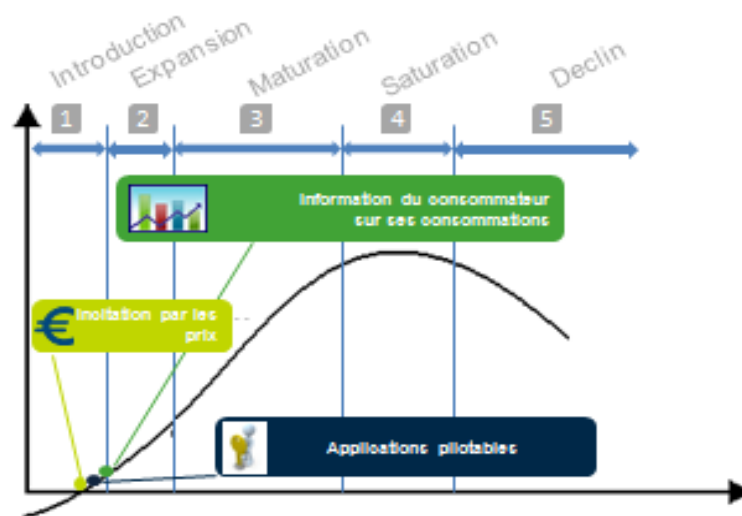 Introduction
Expansion
Maturation
Saturation
Declin
1
2
3
4
5
Information du consommateur
sur ses consommations
€
Incitation par les
prix
Applications pilotables